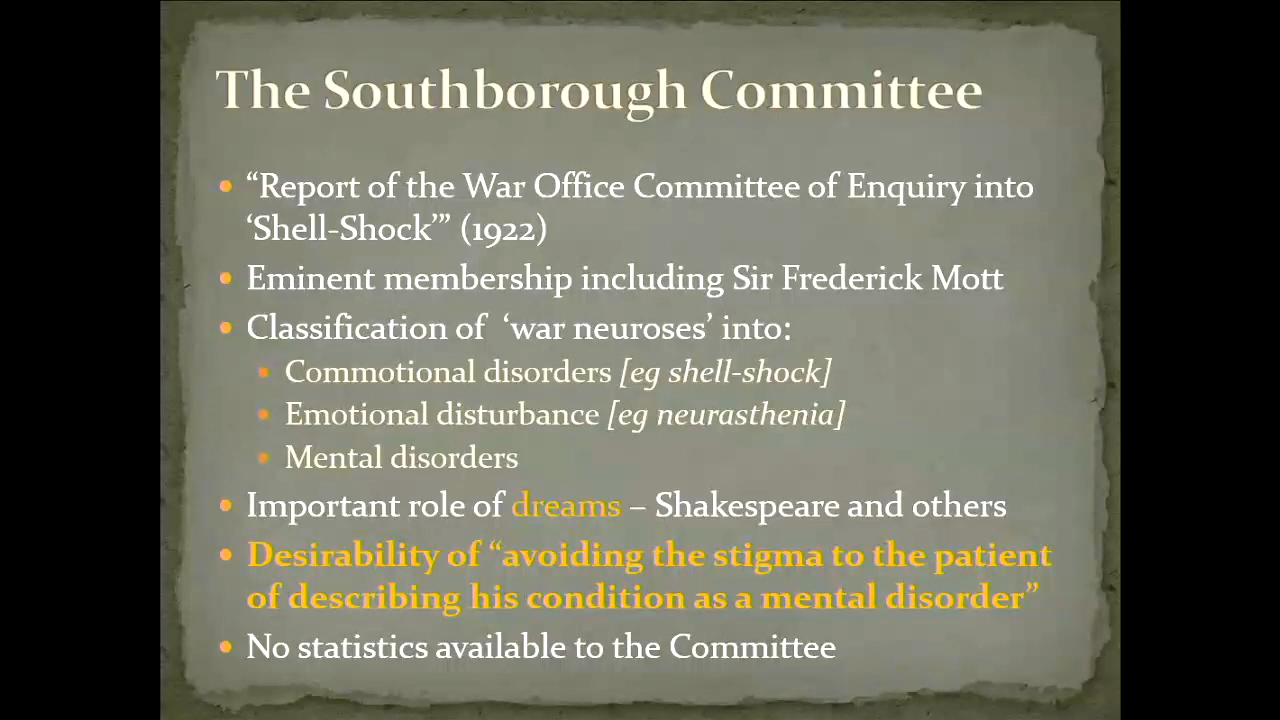 The Southborough Committee
“Report of the War Office Committee of Enquiry into
‘Shell-Shock’” (1922)
Eminent membership including Sir Frederick Mott
Classification of ‘war neuroses’ into:
Commotional disorders [eg shell-shock]
Emotional disturbance [eg neurasthenia]
Mental disorders
Important role of dreams – Shakespeare and others
Desirability of “avoiding the stigma to the patient
of describing his condition as a mental disorder”
No statistics available to the Committee